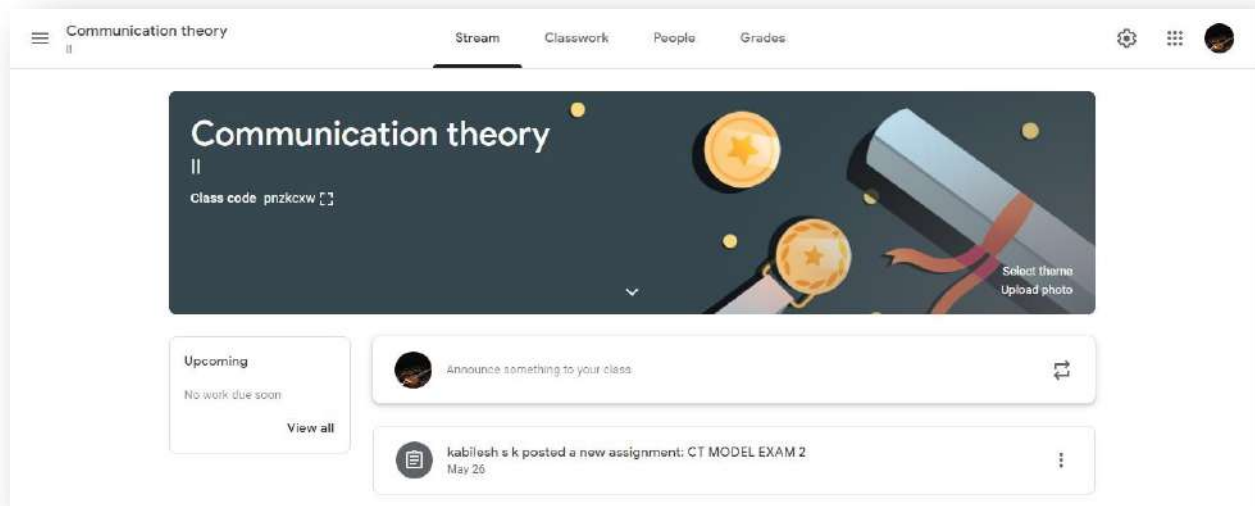 Communication theory
II
Stream
Classwork
People
Grades
Communication theory
II
Class code pnzkcxw
Select theme
Upload photo
Upcoming
No work due soon
View all
Announce something to your class
kabilesh s k posted a new assignment: CT MODEL EXAM 2
May 26